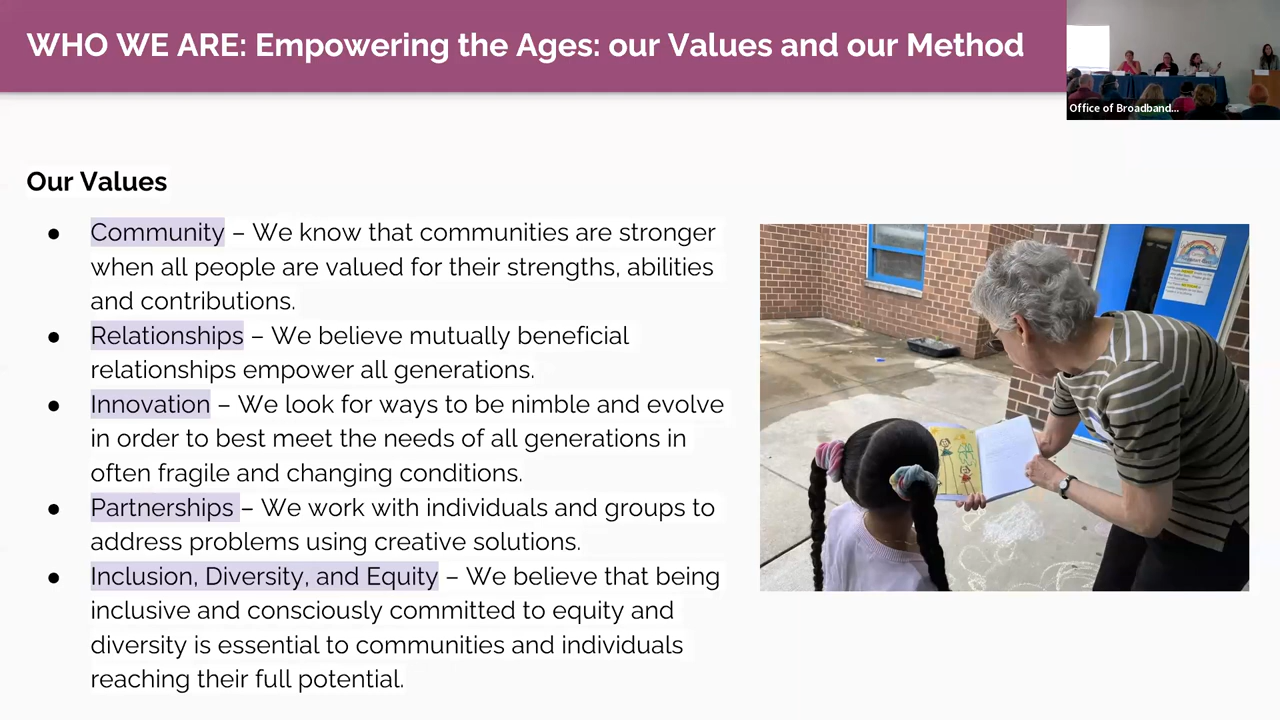 WHO WE ARE: Empowering the Ages: our Values and our Method
Office of Broadband...
Our Values
● Community – We know that communities are stronger
when all people are valued for their strengths, abilities
and contributions.
● Relationships – We believe mutually beneficial
relationships empower all generations.
● Innovation – We look for ways to be nimble and evolve
in order to best meet the needs of all generations in
often fragile and changing conditions.
● Partnerships – We work with individuals and groups to
address problems using creative solutions.
● Inclusion, Diversity, and Equity – We believe that being
inclusive and consciously committed to equity and
diversity is essential to communities and individuals
reaching their full potential.